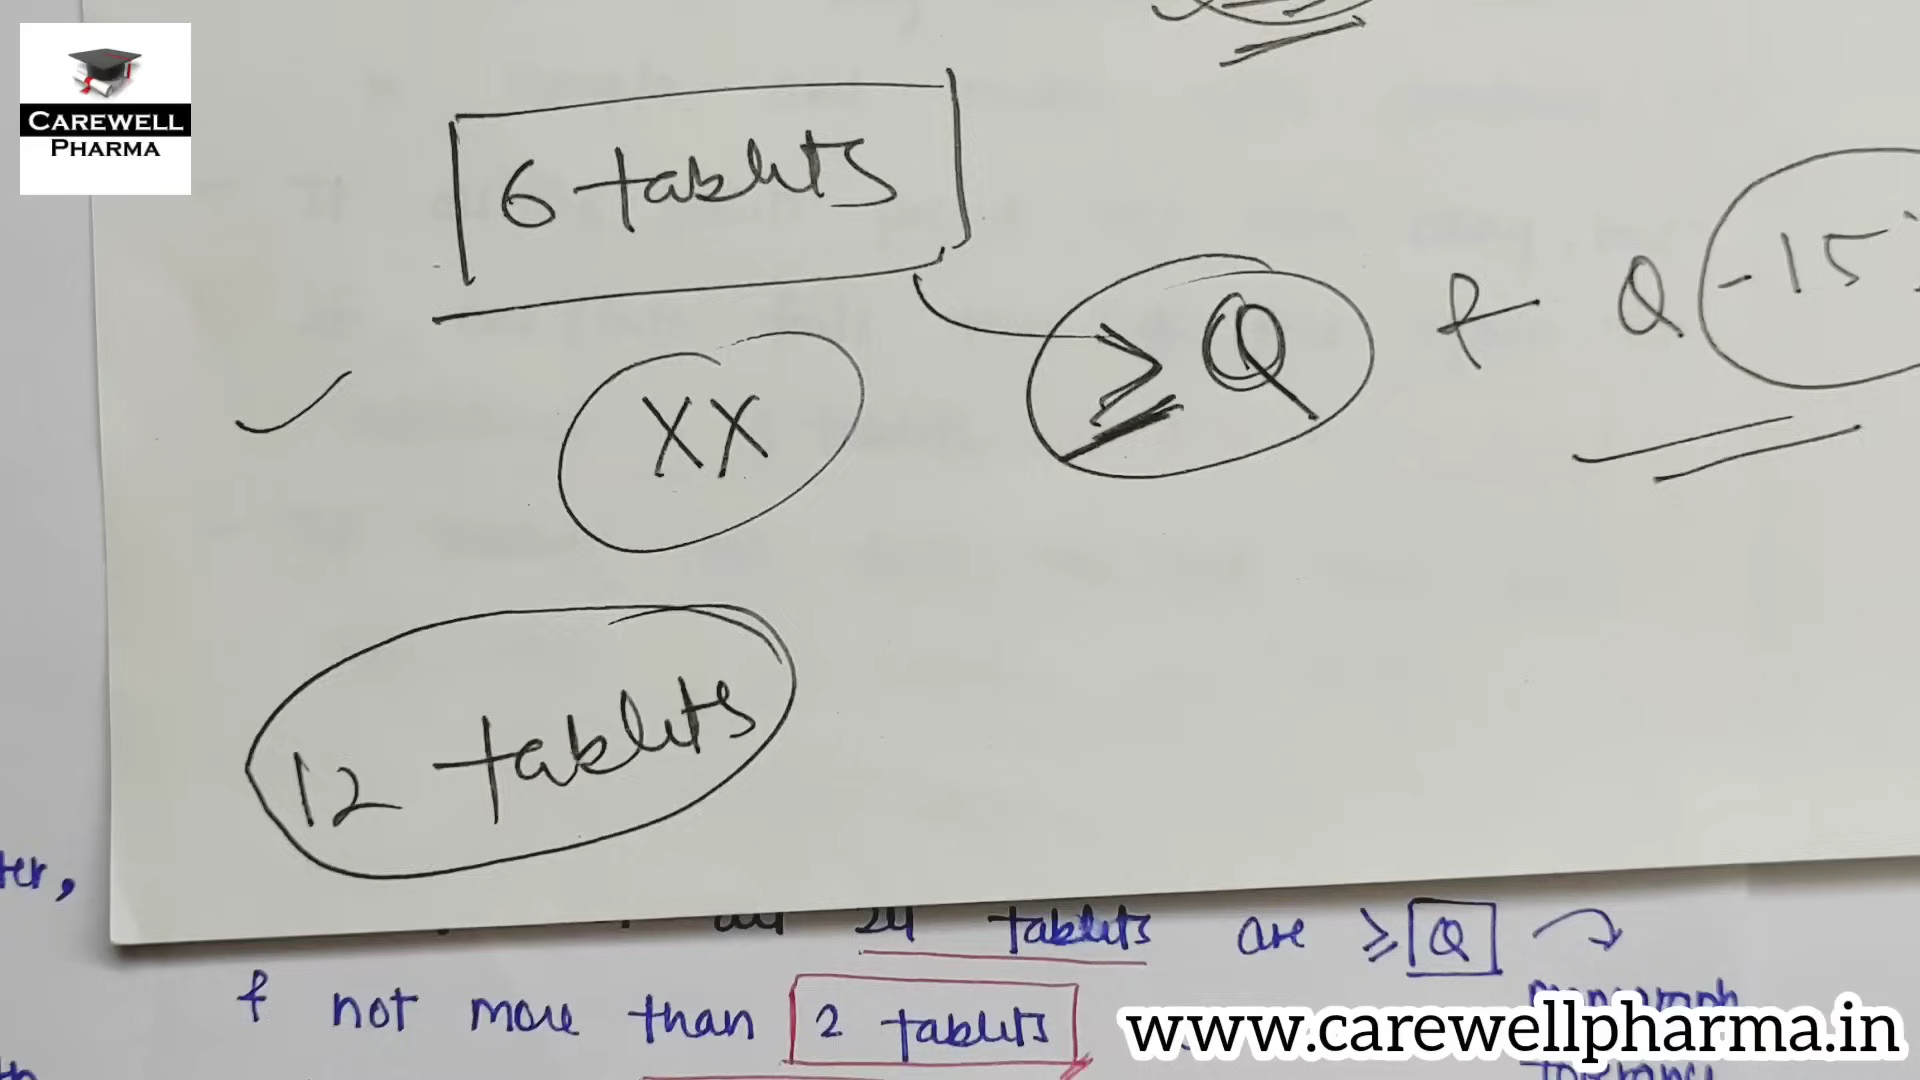 CAREWELL
PHARMA
6 tablets
≥ Q & Q -15%
XX
12 tablets
24 tablets are ≥ Q
& not more than 2 tablets
www.carewellpharma.in